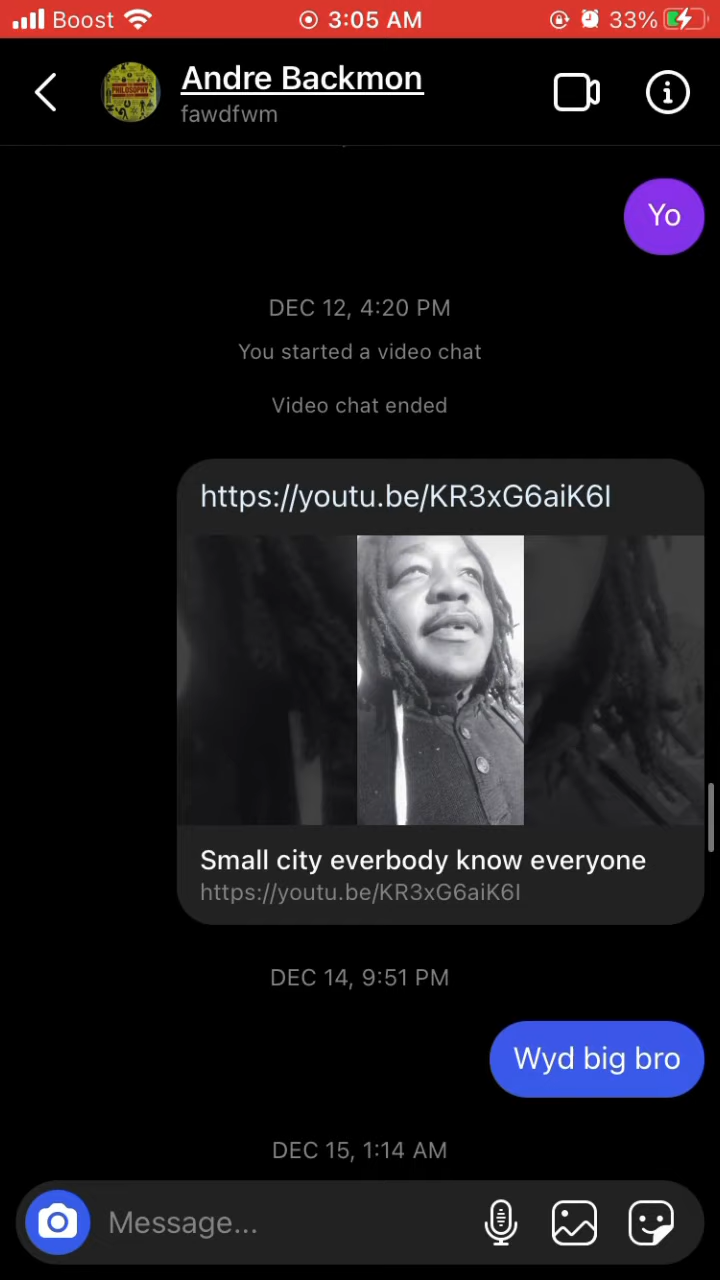 Boost 3:05 AM 33%
Andre Backmon
fawdfwm
PHILOSOPHY
Yo
DEC 12, 4:20 PM
You started a video chat
Video chat ended
https://youtu.be/KR3xG6aiK6I
Small city everbody know everyone
https://youtu.be/KR3xG6aiK6I
DEC 14, 9:51 PM
Wyd big bro
DEC 15, 1:14 AM
Message...